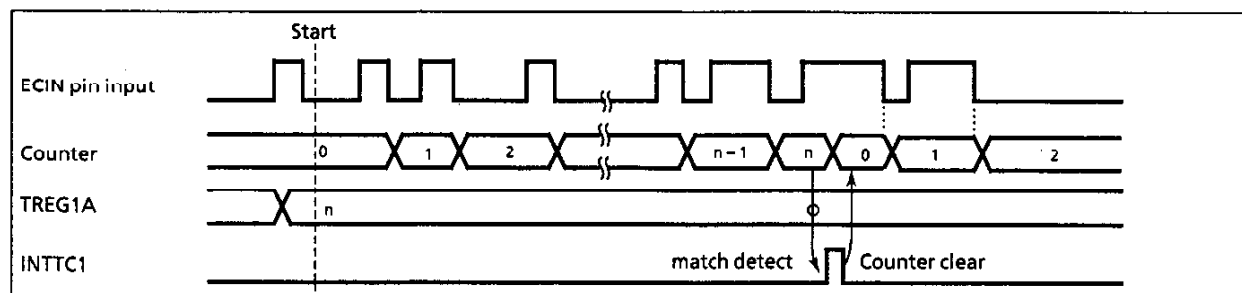 Start
ECIN pin input
Counter 0 1 2 n-1 n 0 1 2
TREG1A n
INTTC1 match detect Counter clear